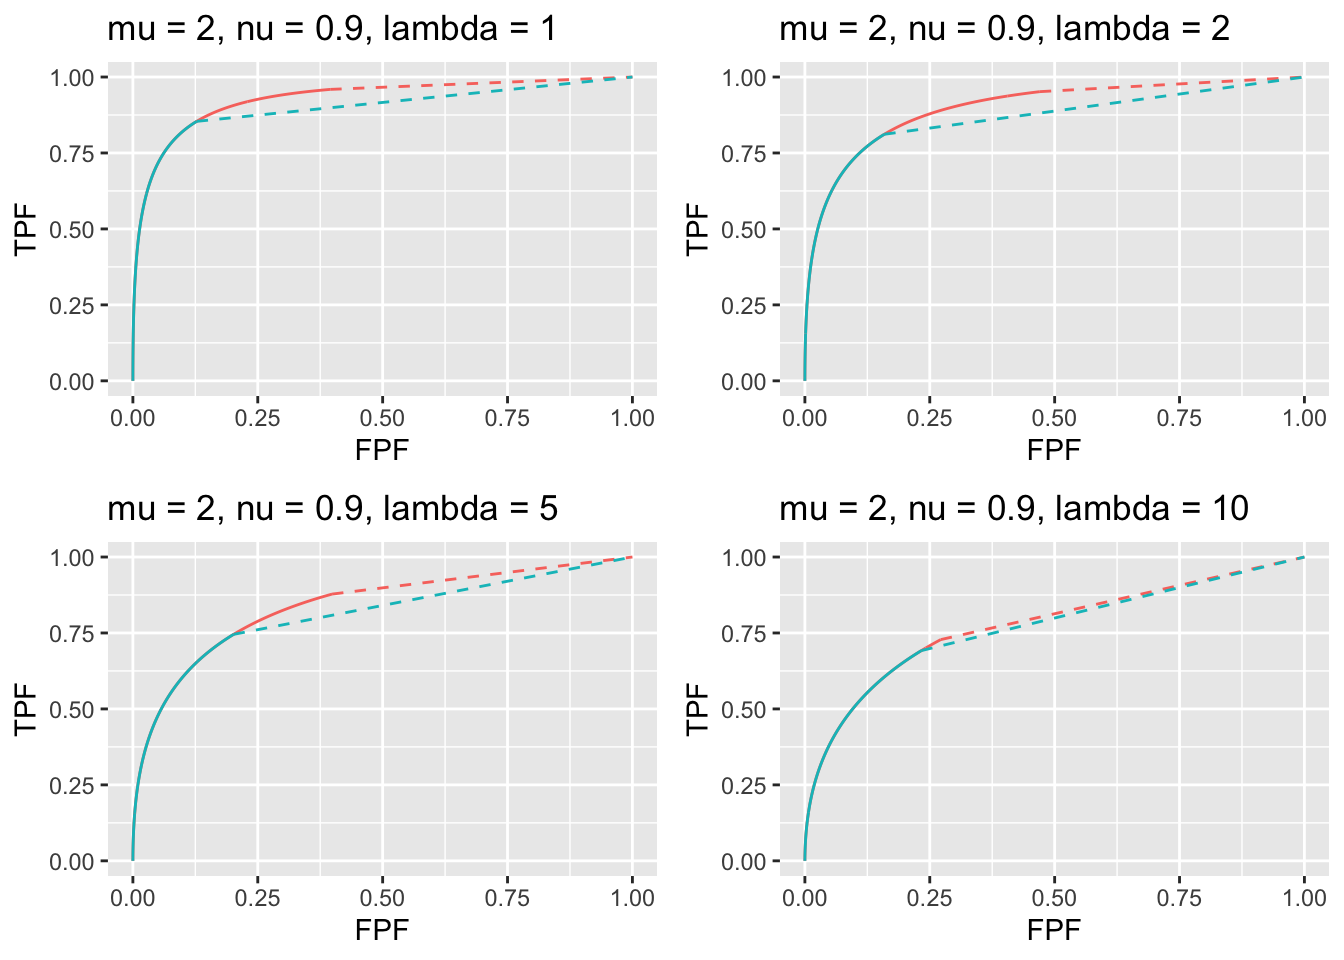 mu = 2, nu = 0.9, lambda = 1
1.00
0.75
0.50
0.25
0.00
TPF
0.00 0.25 0.50 0.75 1.00
FPF
mu = 2, nu = 0.9, lambda = 2
1.00
0.75
0.50
0.25
0.00
TPF
0.00 0.25 0.50 0.75 1.00
FPF
mu = 2, nu = 0.9, lambda = 5
1.00
0.75
0.50
0.25
0.00
TPF
0.00 0.25 0.50 0.75 1.00
FPF
mu = 2, nu = 0.9, lambda = 10
1.00
0.75
0.50
0.25
0.00
TPF
0.00 0.25 0.50 0.75 1.00
FPF